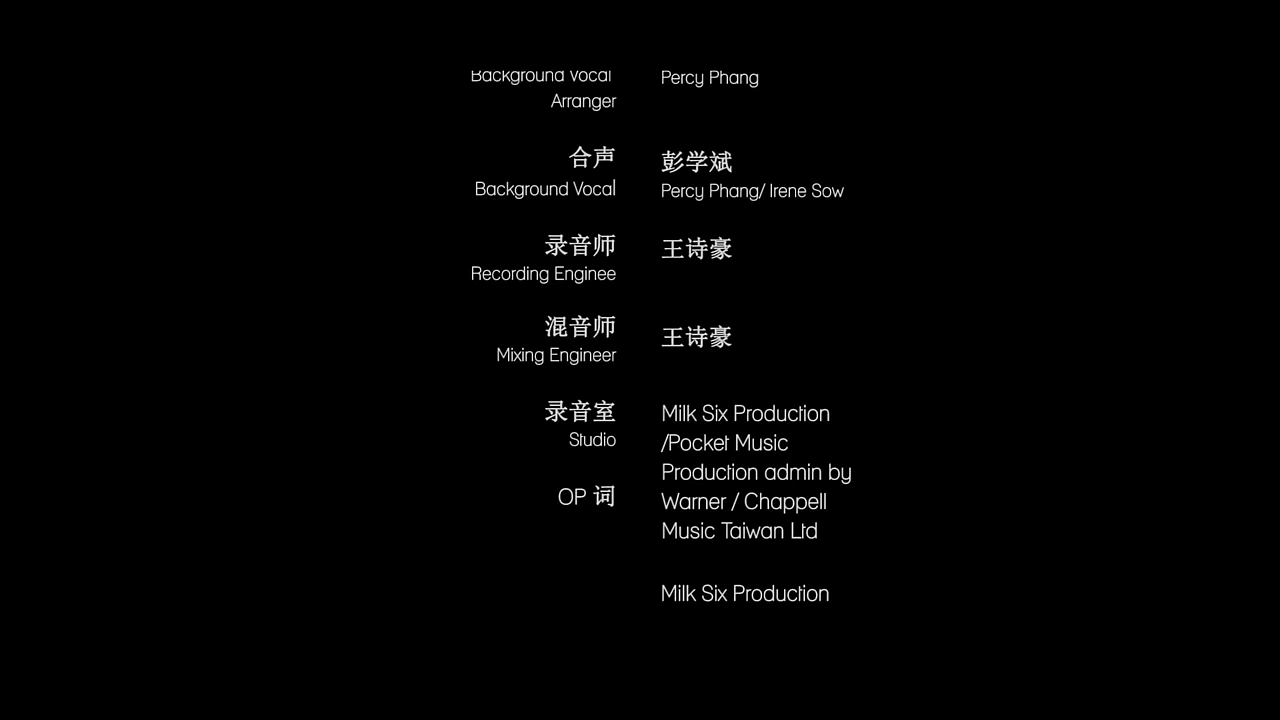 Background Vocal
Arranger
Percy Phang
合声
Background Vocal
彭学斌
Percy Phang/ Irene Sow
录音师
Recording Enginee
王诗豪
混音师
Mixing Engineer
王诗豪
录音室
Studio
Milk Six Production
/Pocket Music
Production admin by
Warner / Chappell
Music Taiwan Ltd
OP 词
Milk Six Production